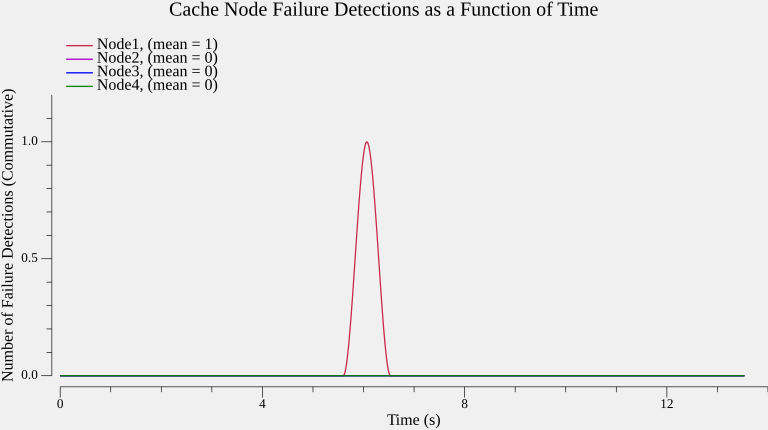 Cache Node Failure Detections as a Function of Time
Node1, (mean = 1)
Node2, (mean = 0)
Node3, (mean = 0)
Node4, (mean = 0)
Number of Failure Detections (Commutative)
1.0
0.5
0.0
0 4 8 12
Time (s)